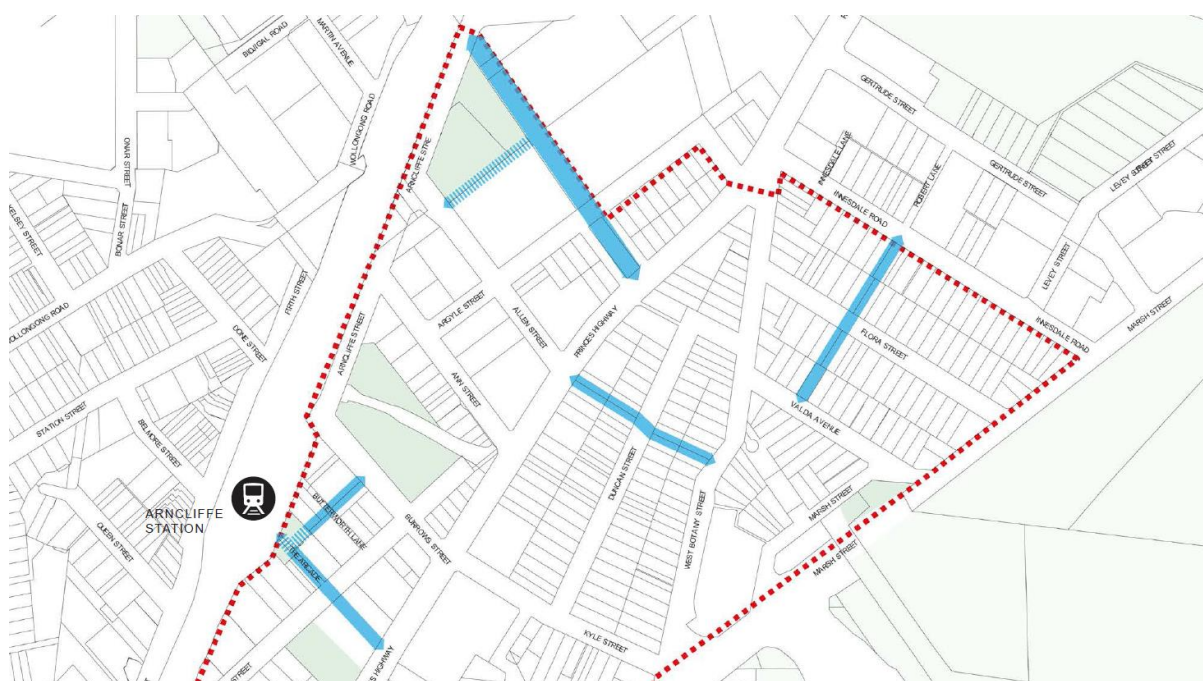 BIDJIGAL ROAD
MARTIN AVENUE
WOLLONGONG ROAD
ARNCLIFFE STRE
GERTRUDE STREET
INNESDALE LANE
ROBERT LANE
GERTRUDE STREET
LEVEY STREET
INNESDALE ROAD
LEVEY STREET
MARSH STREET
INNESDALE ROAD
KELSEY STREET
BONAR STREET
WOLLONGONG ROAD
DONE STREET
FIRTH STREET
ARNCLIFFE STREET
ARGYLE STREET
ALLEN STREET
PRINCES HIGHWAY
FLORA STREET
VALDA AVENUE
ANN STREET
STATION STREET
BELMORE STREET
QUEEN STREET
ARNCLIFFE
STATION
BUTTERWORTH LANE
THE ARCADE
BURROWS STREET
DUNCAN STREET
WEST BOTANY STREET
MARSH STREET
MARSH STREET
KYLE STREET
STREET
S HIGHWAY